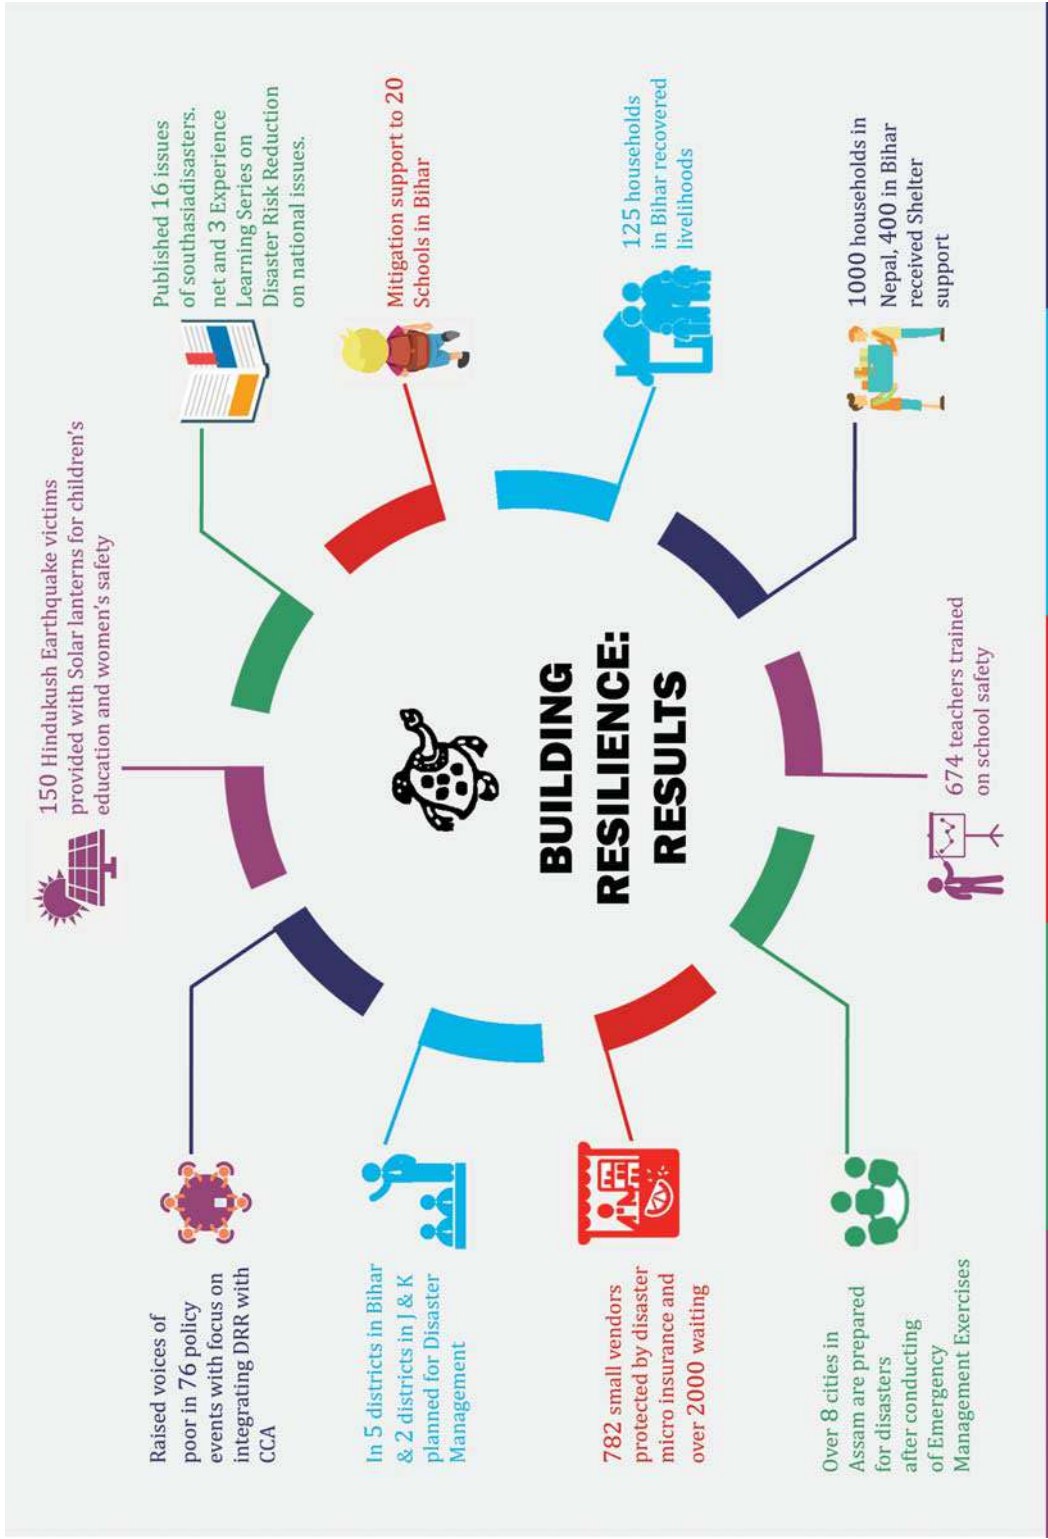 150 Hindukush Earthquake victims
provided with Solar lanterns for children's
education and women's safety
Published 16 issues
of southasiadisasters.
net and 3 Experience
Learning Series on
Disaster Risk Reduction
on national issues.
Mitigation support to 20
Schools in Bihar
125 households
in Bihar recovered
livelihoods
1000 households in
Nepal, 400 in Bihar
received Shelter
support
674 teachers trained
on school safety
Over 8 cities in
Assam are prepared
for disasters
after conducting
of Emergency
Management Exercises
782 small vendors
protected by disaster
micro insurance and
over 2000 waiting
In 5 districts in Bihar
& 2 districts in J & K
planned for Disaster
Management
Raised voices of
poor in 76 policy
events with focus on
integrating DRR with
CCA
BUILDING
RESILIENCE:
RESULTS